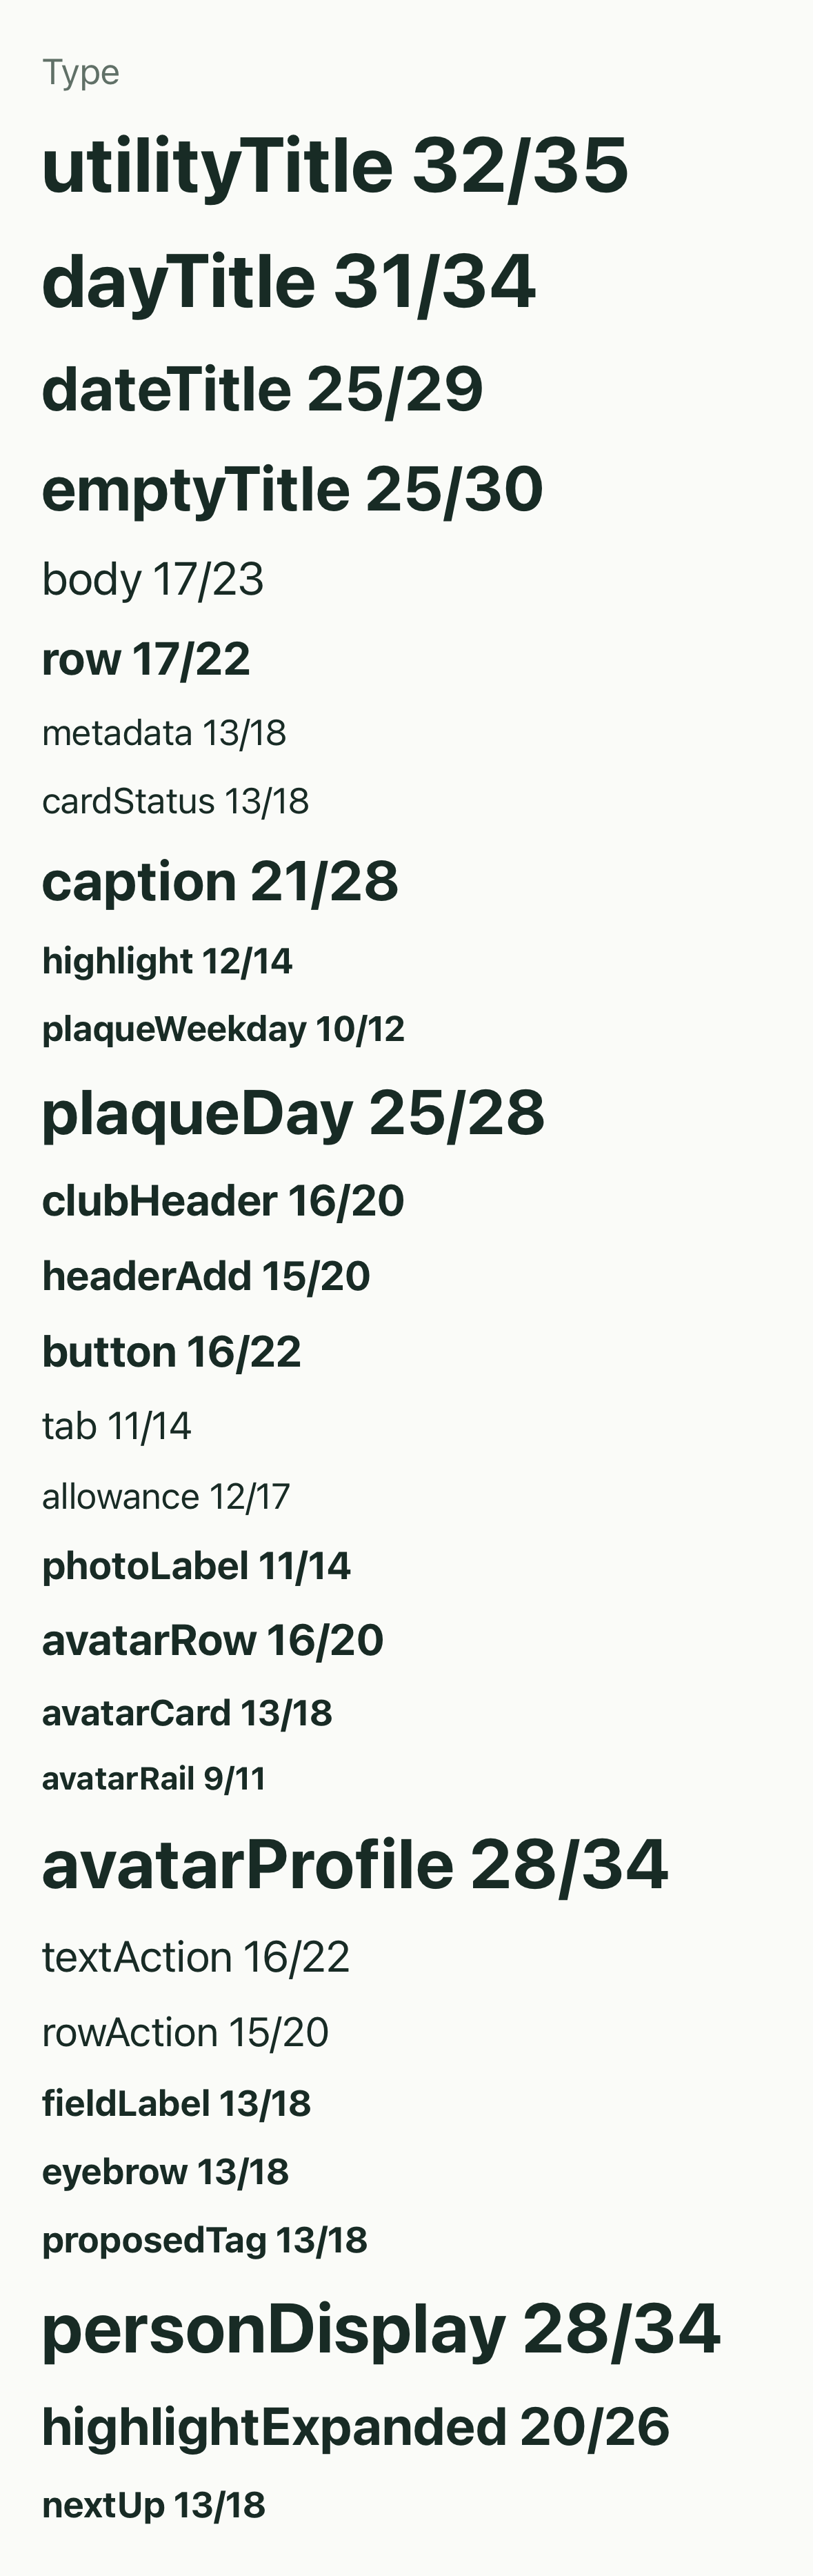 Type
utilityTitle 32/35
dayTitle 31/34
dateTitle 25/29
emptyTitle 25/30
body 17/23
row 17/22
metadata 13/18
cardStatus 13/18
caption 21/28
highlight 12/14
plaqueWeekday 10/12
plaqueDay 25/28
clubHeader 16/20
headerAdd 15/20
button 16/22
tab 11/14
allowance 12/17
photoLabel 11/14
avatarRow 16/20
avatarCard 13/18
avatarRail 9/11
avatarProfile 28/34
textAction 16/22
rowAction 15/20
fieldLabel 13/18
eyebrow 13/18
proposedTag 13/18
personDisplay 28/34
highlightExpanded 20/26
nextUp 13/18